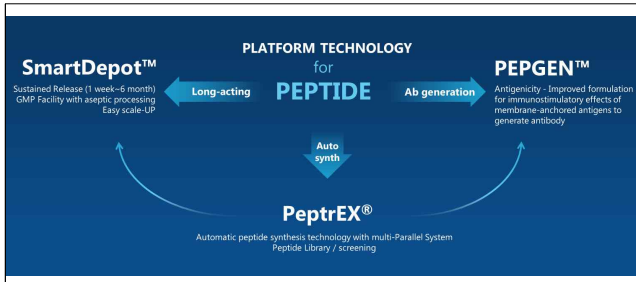 PLATFORM TECHNOLOGY
for
PEPTIDE
SmartDepot™
Sustained Release (1 week~6 month)
GMP Facility with aseptic processing
Easy scale-UP
Long-acting
Ab generation
PEPGEN™
Antigenicity - Improved formulation
for immunostimulatory effects of
membrane-anchored antigens to
generate antibody
Auto
synth
PeptrEX®
Automatic peptide synthesis technology with multi-Parallel System
Peptide Library / screening